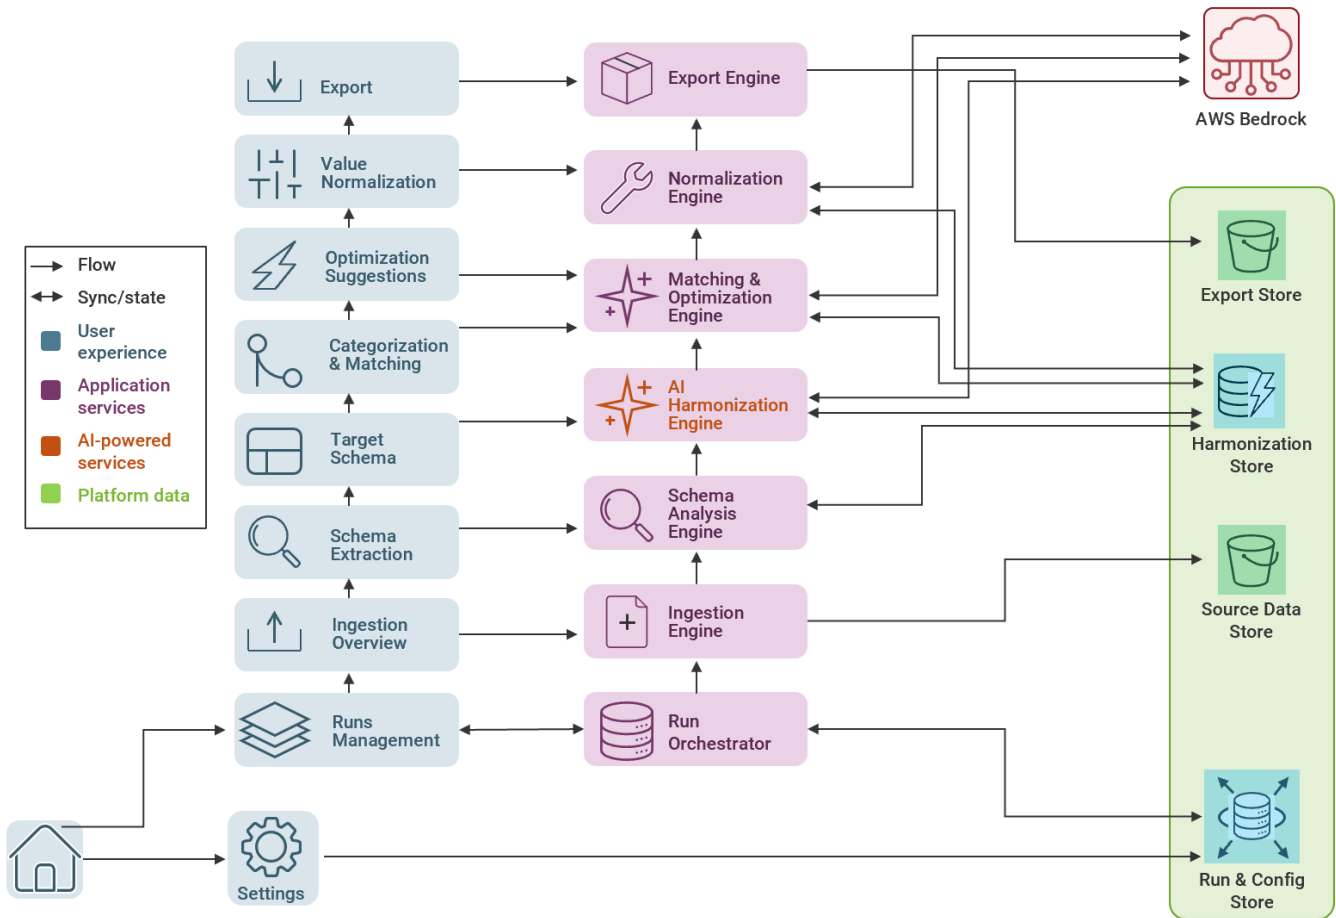 Flow
Sync/state
User
experience
Application
services
AI-powered
services
Platform data
Export
Value
Normalization
Optimization
Suggestions
Categorization
& Matching
Target
Schema
Schema
Extraction
Ingestion
Overview
Runs
Management
Settings
Export Engine
Normalization
Engine
Matching &
Optimization
Engine
AI
Harmonization
Engine
Schema
Analysis
Engine
Ingestion
Engine
Run
Orchestrator
AWS Bedrock
Export Store
Harmonization
Store
Source Data
Store
Run & Config
Store